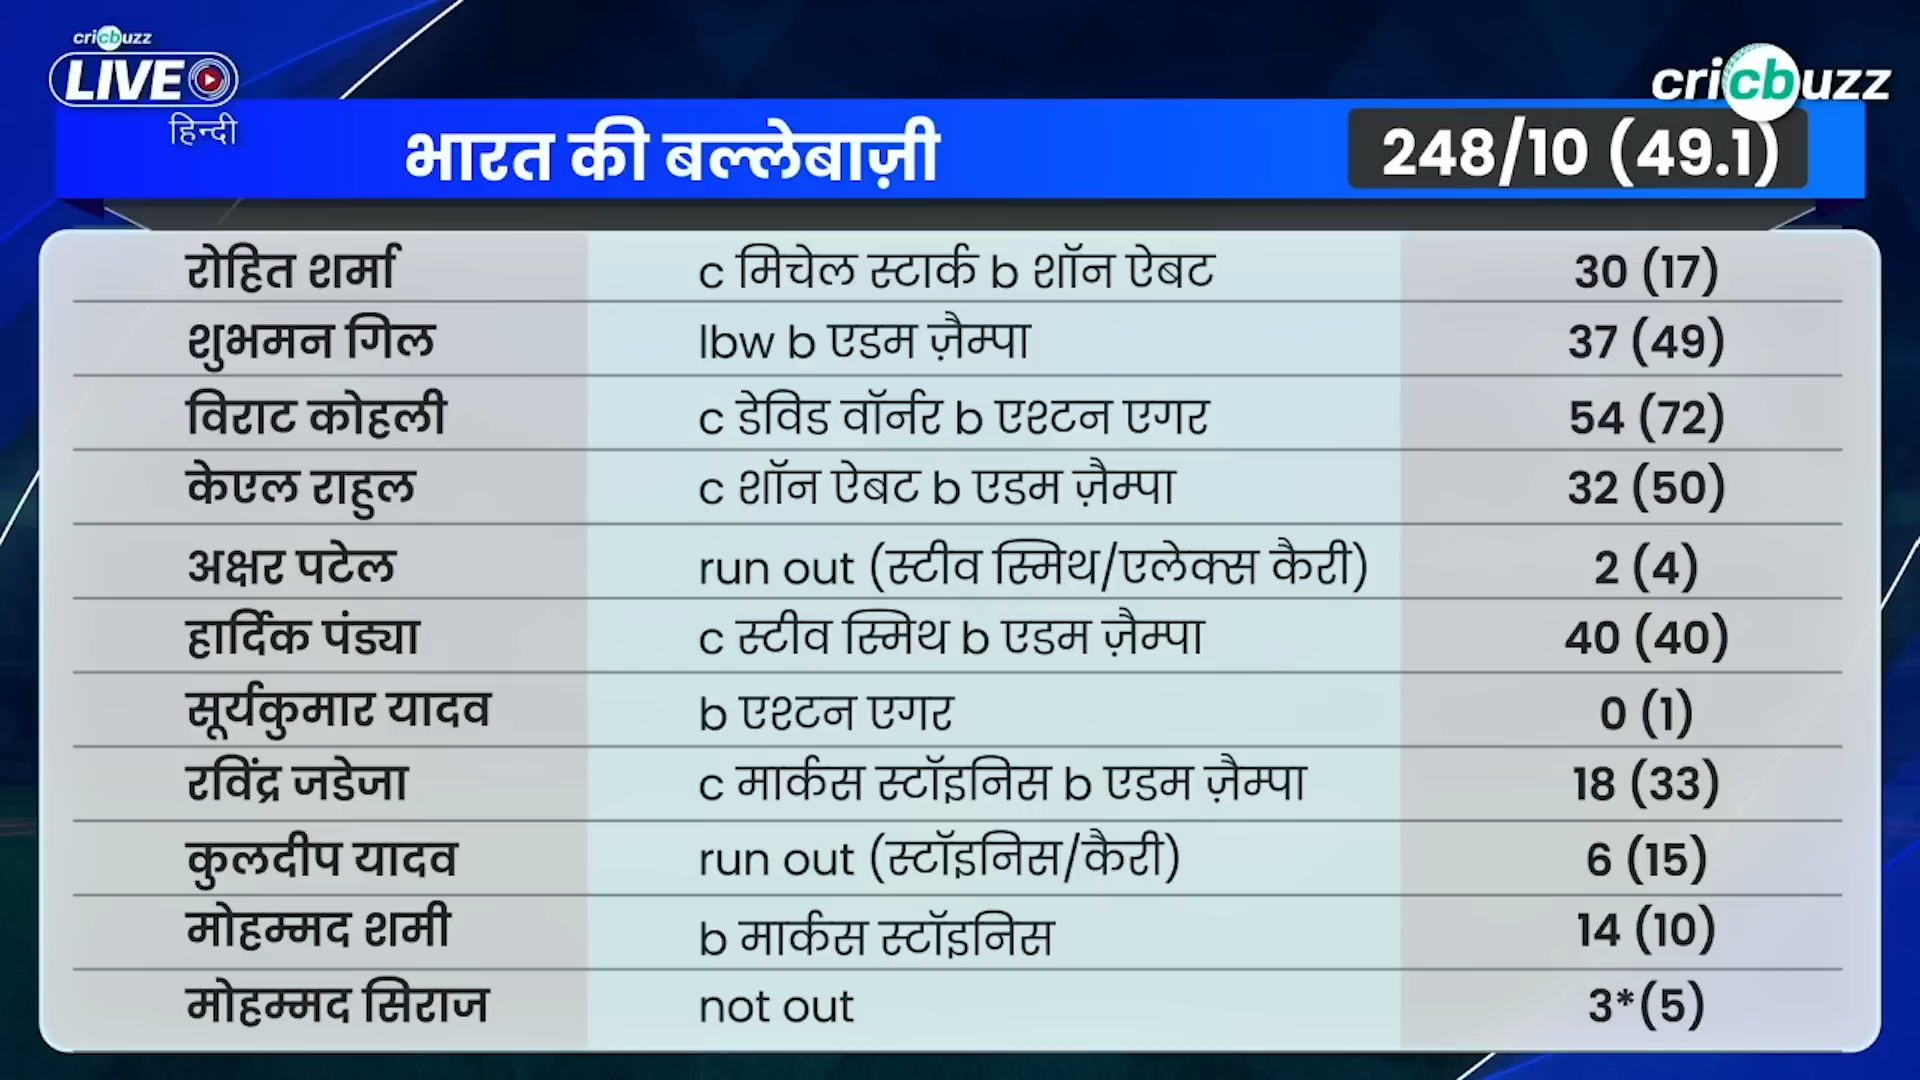 cricbuzz
LIVE
हिन्दी
cricbuzz
भारत की बल्लेबाज़ी 248/10 (49.1)
रोहित शर्मा c मिचेल स्टार्क b शॉन ऐबट 30 (17)
शुभमन गिल lbw b एडम ज़ैम्पा 37 (49)
विराट कोहली c डेविड वॉर्नर b एश्टन एगर 54 (72)
केएल राहुल c शॉन ऐबट b एडम ज़ैम्पा 32 (50)
अक्षर पटेल run out (स्टीव स्मिथ/एलेक्स कैरी) 2 (4)
हार्दिक पंड्या c स्टीव स्मिथ b एडम ज़ैम्पा 40 (40)
सूर्यकुमार यादव b एश्टन एगर 0 (1)
रविंद्र जडेजा c मार्कस स्टॉइनिस b एडम ज़ैम्पा 18 (33)
कुलदीप यादव run out (स्टॉइनिस/कैरी) 6 (15)
मोहम्मद शमी b मार्कस स्टॉइनिस 14 (10)
मोहम्मद सिराज not out 3*(5)